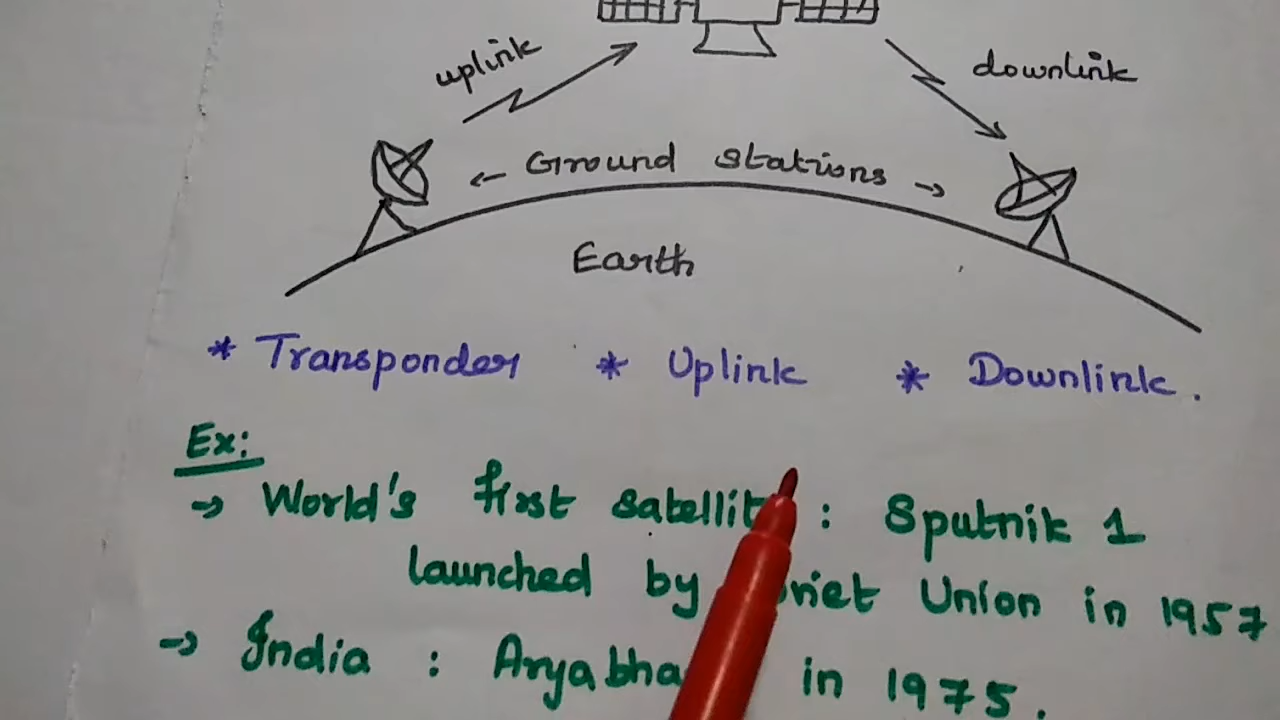 uplink
downlink
← Ground stations →
Earth
* Transponder * Uplink * Downlink.
Ex:
→ World's first satellit : Sputnik 1
launched by Union in 1957
→ India : Aryabha in 1975.